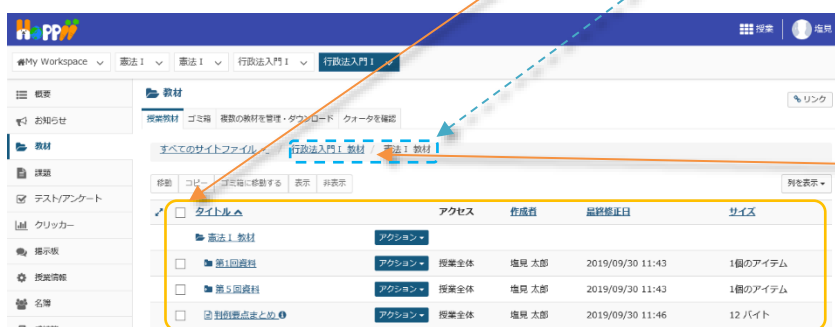 Hoppii
授業 塩見
My Workspace 憲法Ⅰ 憲法Ⅰ 行政法入門Ⅰ 行政法入門Ⅰ
概要
教材
リンク
お知らせ
授業教材 ゴミ箱 複数の教材を管理・ダウンロード クォータを確認
教材
すべてのサイトファイル / 行政法入門Ⅰ 教材 / 憲法Ⅰ 教材
課題
移動 コピー ゴミ箱に移動する 表示 非表示 列を表示
テスト/アンケート
クリッカー
タイトル アクセス 作成者 最終修正日 サイズ
憲法Ⅰ 教材 アクション
掲示板
第1回資料 アクション 授業全体 塩見 太郎 2019/09/30 11:43 1個のアイテム
授業情報
第５回資料 アクション 授業全体 塩見 太郎 2019/09/30 11:43 1個のアイテム
名簿
判例要点まとめ アクション 授業全体 塩見 太郎 2019/09/30 11:46 12 バイト